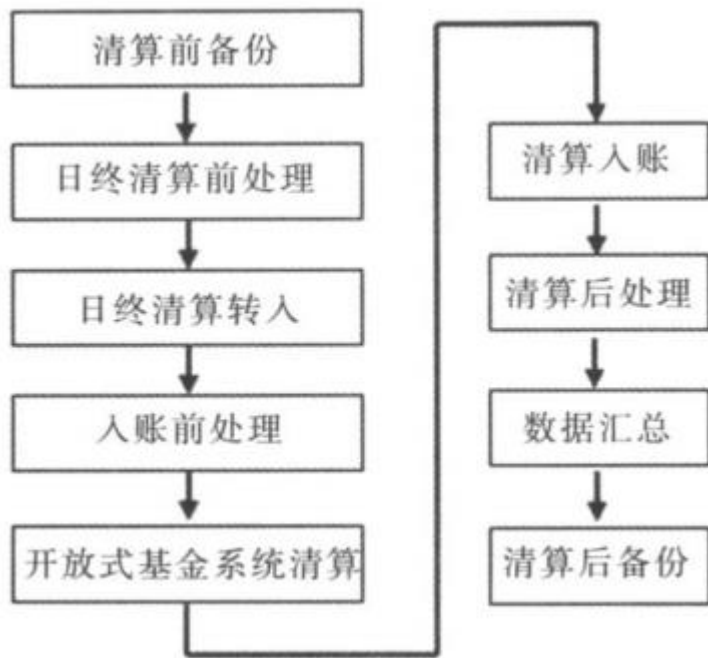 清算前备份
日终清算前处理
日终清算转入
入账前处理
开放式基金系统清算
清算入账
清算后处理
数据汇总
清算后备份